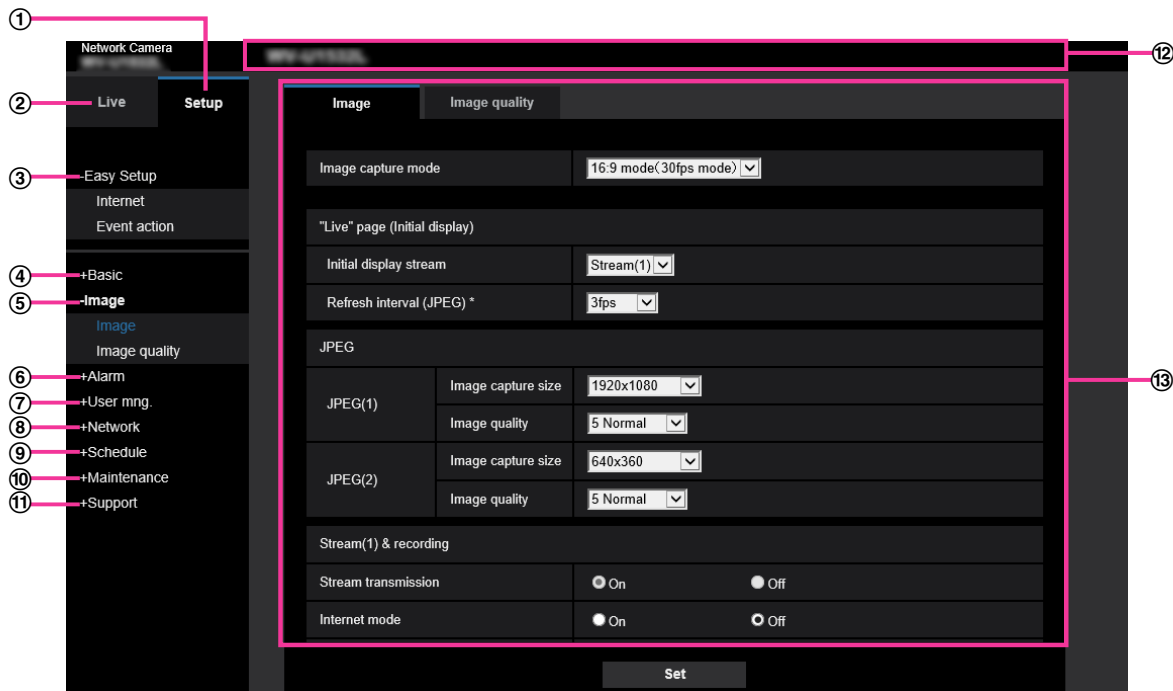 ①
Network Camera
⑫
② Live Setup
Image Image quality
③ -Easy Setup
Internet
Event action
④ +Basic
⑤ -Image
Image
Image quality
⑥ +Alarm
⑦ +User mng.
⑧ +Network
⑨ +Schedule
⑩ +Maintenance
⑪ +Support
Image capture mode 16:9 mode(30fps mode)
"Live" page (Initial display)
Initial display stream Stream(1)
Refresh interval (JPEG) * 3fps
JPEG
JPEG(1) Image capture size 1920x1080
Image quality 5 Normal
JPEG(2) Image capture size 640x360
Image quality 5 Normal
Stream(1) & recording
Stream transmission On Off
Internet mode On Off
⑬
Set